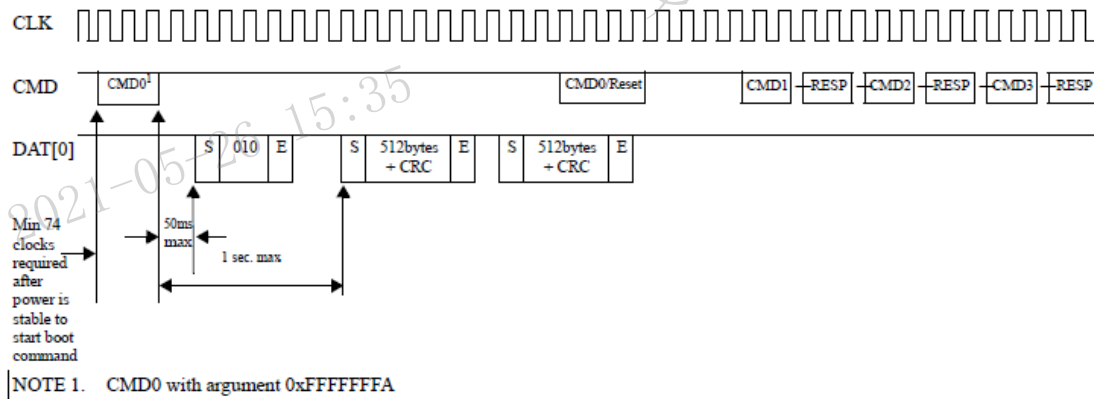 CLK
CMD
CMD0¹
CMD0/Reset
CMD1
RESP
CMD2
RESP
CMD3
RESP
DAT[0]
S
010
E
S
512bytes
+ CRC
E
S
512bytes
+ CRC
E
2021-05-26 15:35
Min 74
clocks
required
after
power is
stable to
start boot
command
50ms
max
1 sec. max
NOTE 1. CMD0 with argument 0xFFFFFFFA